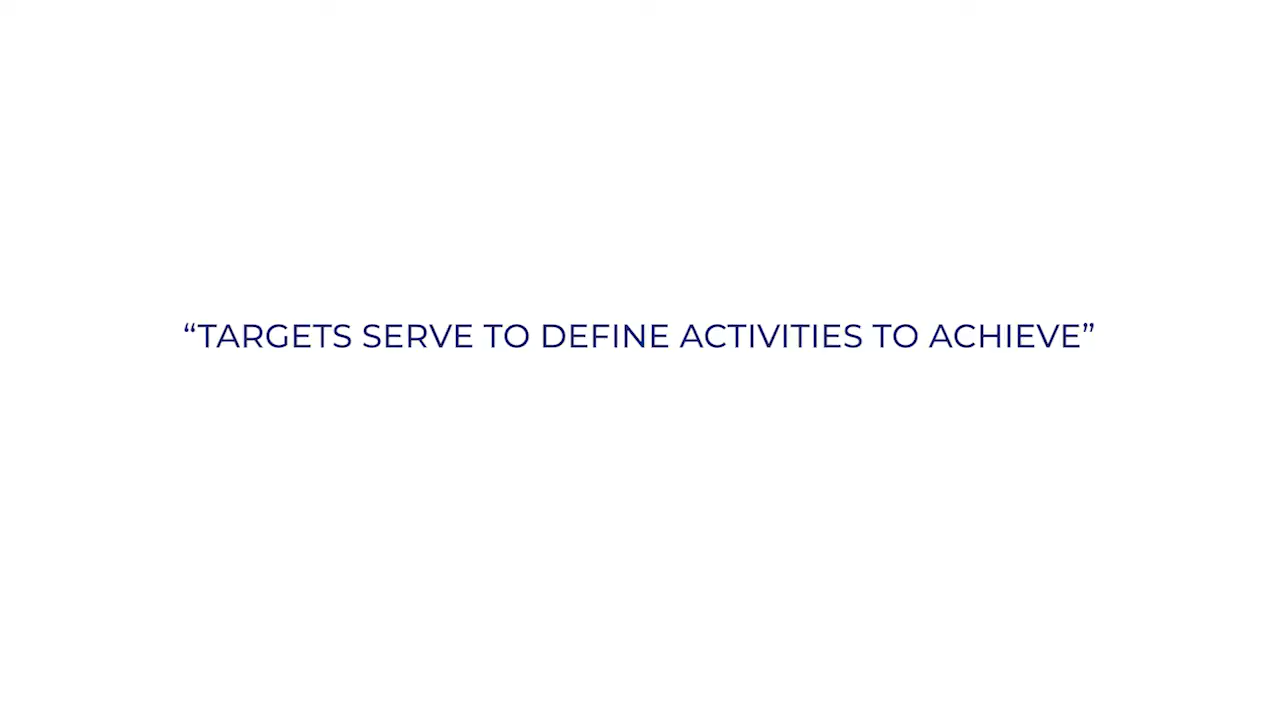 “TARGETS SERVE TO DEFINE ACTIVITIES TO ACHIEVE”